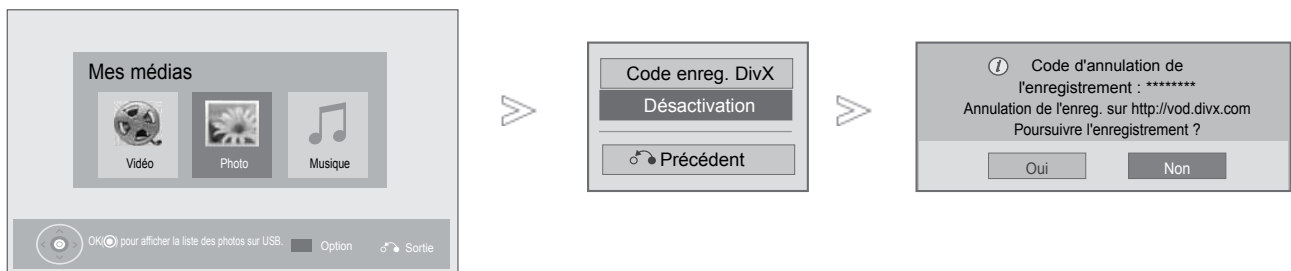 Mes médias
Vidéo
Photo
Musique
OK(◉) pour afficher la liste des photos sur USB.
Option
Sortie
Code enreg. DivX
Désactivation
Précédent
Code d'annulation de
l'enregistrement : ********
Annulation de l'enreg. sur http://vod.divx.com
Poursuivre l'enregistrement ?
Oui
Non